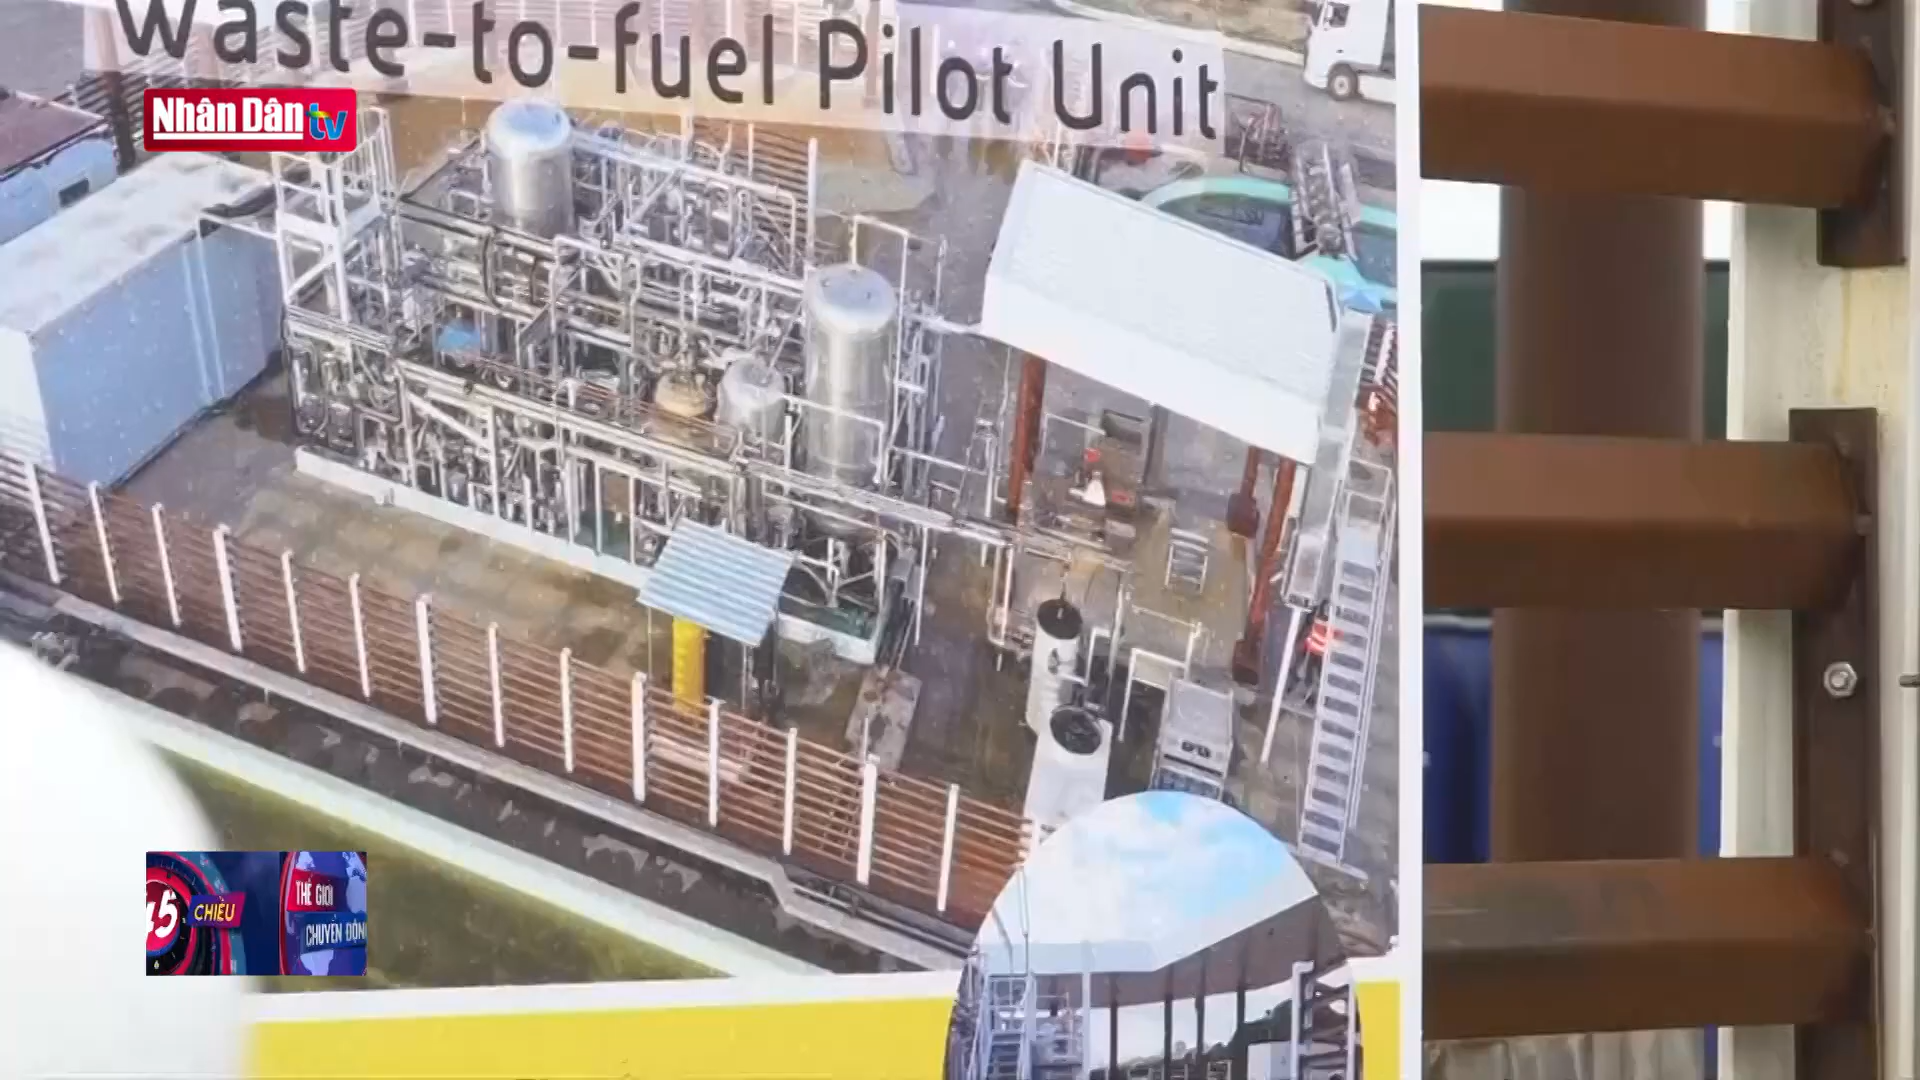 Waste-to-fuel Pilot Unit
Nhân Dân tv
45
CHIỀU
THẾ GIỚI
CHUYỂN ĐỘNG